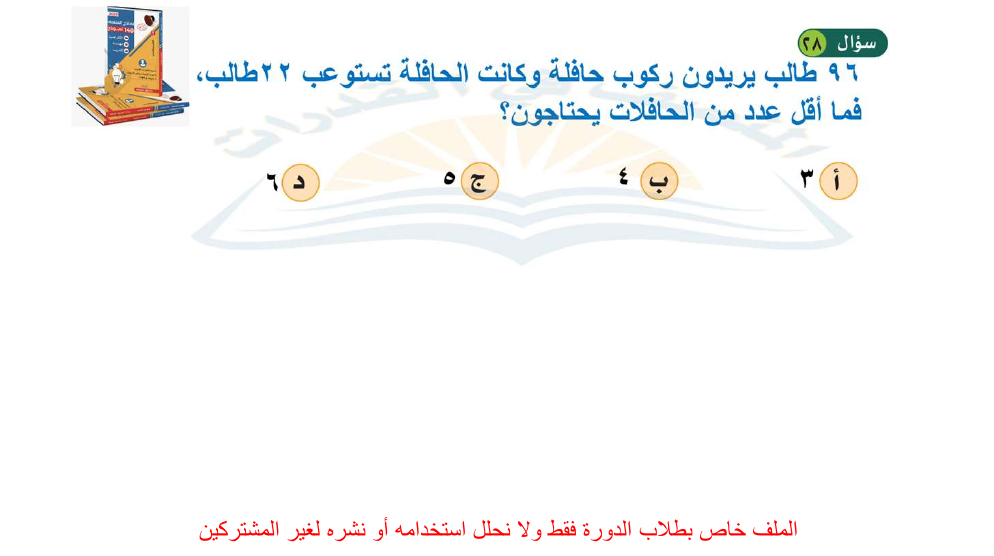 سؤال ٢٨
٩٦ طالب يريدون ركوب حافلة وكانت الحافلة تستوعب ٢٢طالب،
فما أقل عدد من الحافلات يحتاجون؟
أ ٣ ب ٤ ج ٥ د ٦
الملف خاص بطلاب الدورة فقط ولا نحلل استخدامه أو نشره لغير المشتركين